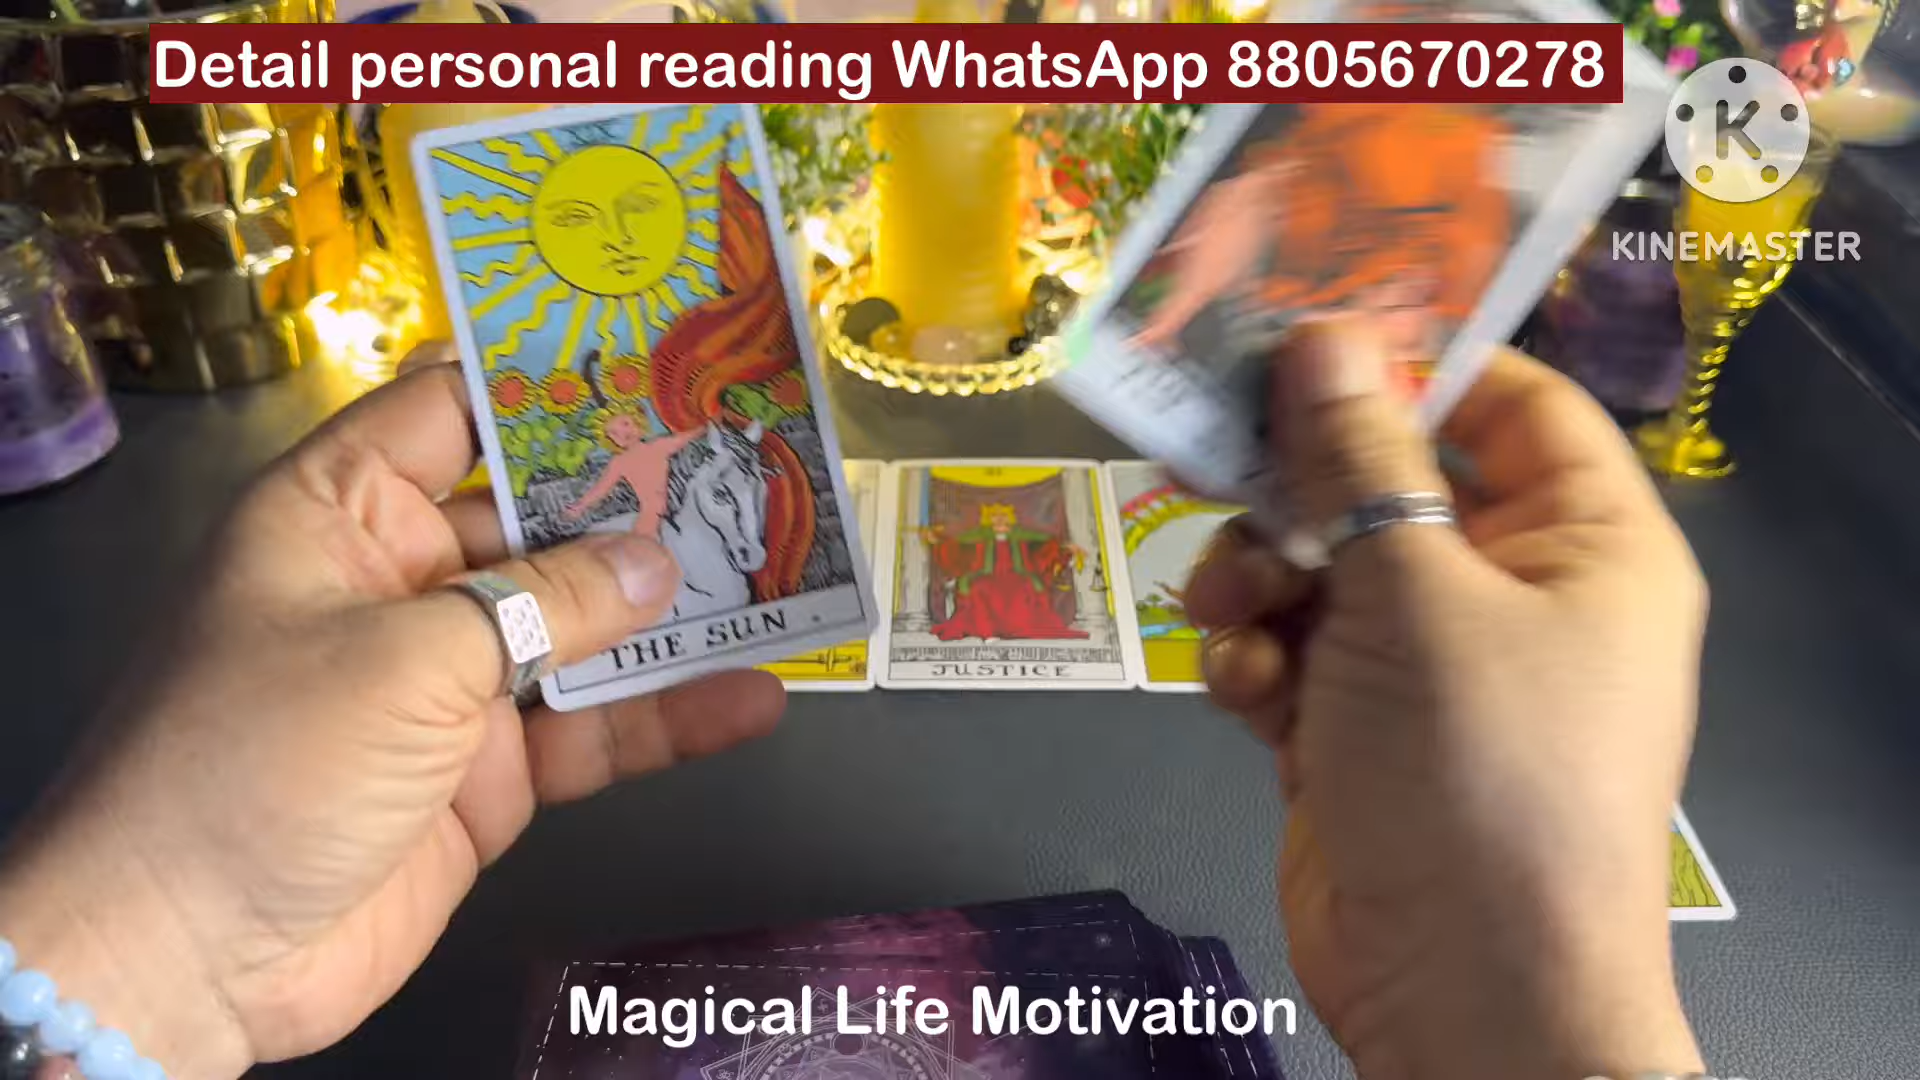 Detail personal reading WhatsApp 8805670278
K
KINEMASTER
THE SUN .
JUSTICE
Magical Life Motivation